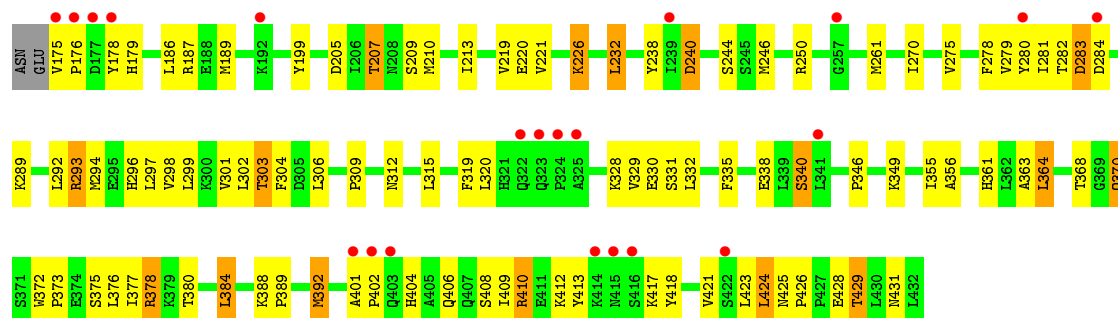 ASN GLU V175 P176 D177 Y178 H179 L186 R187 E188 M189 K192 Y199 D205 I206 T207 N208 S209 M210 I213 V219 E220 V221 K226 L232 Y238 I239 D240 S244 S245 M246 R250 G257 M261 I270 V275 F278 V279 Y280 I281 T282 D283 D284
K289 L292 R293 M294 E295 H296 L297 V298 L299 K300 V301 L302 T303 F304 D305 L306 P309 N312 L315 F319 L320 H321 Q322 Q323 P324 A325 K328 V329 E330 S331 L332 F335 E338 L339 S340 L341 P346 K349 I355 A356 H361 L362 A363 L364 T368 G369 Q370
S371 W372 P373 E374 S375 L376 I377 R378 K379 T380 L384 K388 P389 M392 A401 P402 Q403 H404 A405 Q406 Q407 S408 I409 R410 E411 K412 Y413 K414 N415 S416 K417 Y418 V421 S422 L423 L424 N425 P426 P427 E428 T429 L430 N431 L432